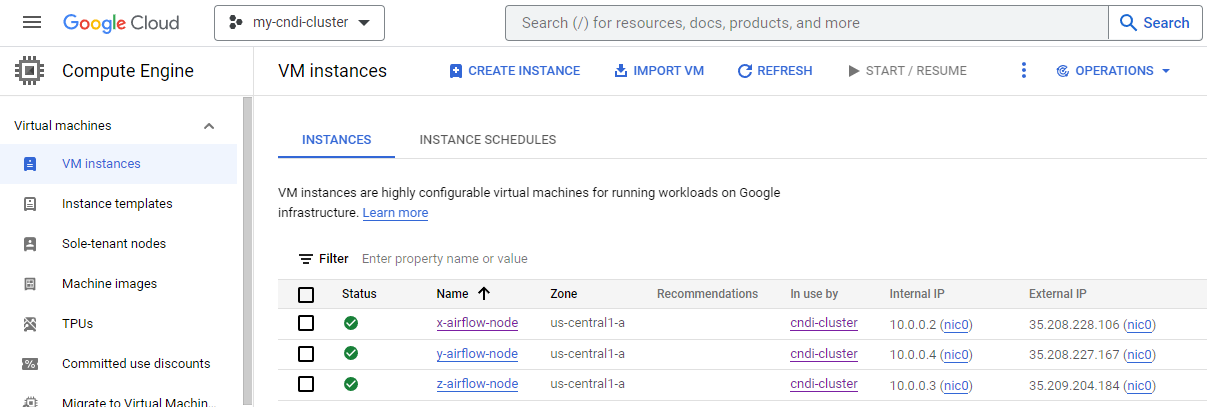 Google Cloud my-cndi-cluster Search (/) for resources, docs, products, and more Search
Compute Engine VM instances CREATE INSTANCE IMPORT VM REFRESH START / RESUME OPERATIONS
Virtual machines
VM instances
Instance templates
Sole-tenant nodes
Machine images
TPUs
Committed use discounts
Migrate to Virtual Machin...
INSTANCES INSTANCE SCHEDULES
VM instances are highly configurable virtual machines for running workloads on Google
infrastructure. Learn more
Filter Enter property name or value
Status Name Zone Recommendations In use by Internal IP External IP
x-airflow-node us-central1-a cndi-cluster 10.0.0.2 (nic0) 35.208.228.106 (nic0)
y-airflow-node us-central1-a cndi-cluster 10.0.0.4 (nic0) 35.208.227.167 (nic0)
z-airflow-node us-central1-a cndi-cluster 10.0.0.3 (nic0) 35.209.204.184 (nic0)